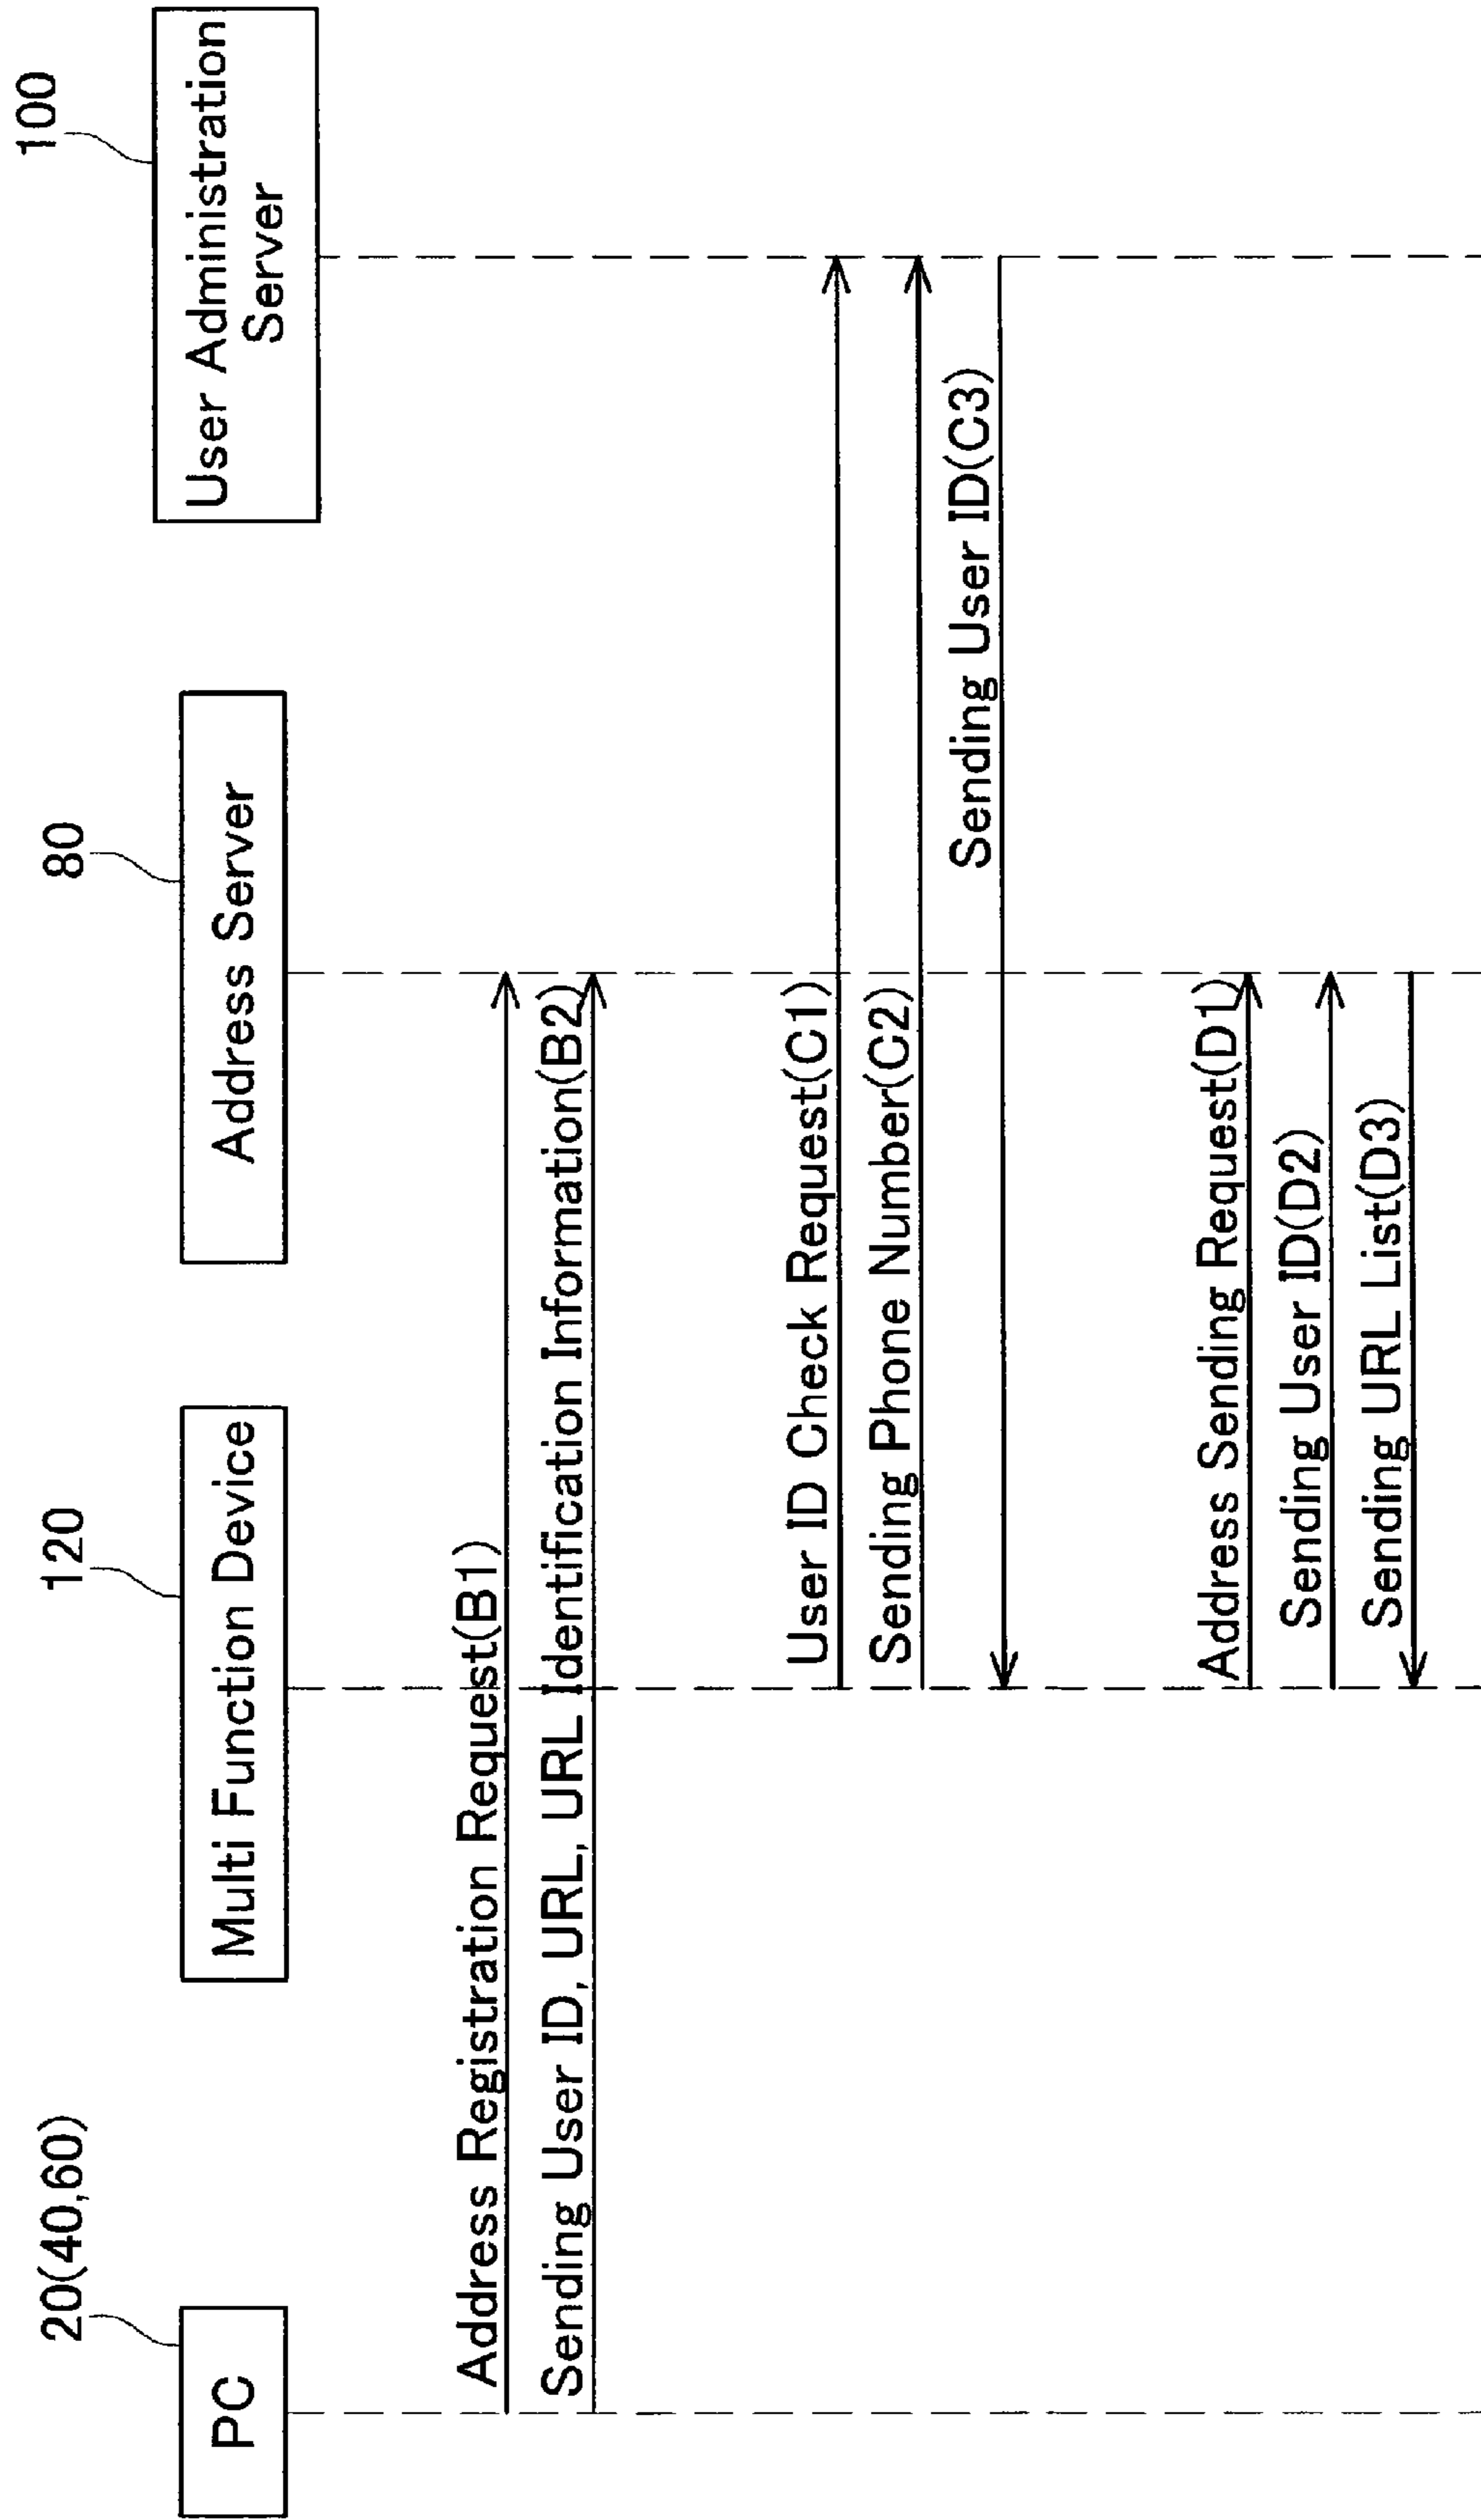 20(40,60)
120
80
100
PC
Multi Function Device
Address Server
User Administration
Server
Address Registration Request(B1)
Sending User ID, URL, URL Identification Information(B2)
User ID Check Request(C1)
Sending Phone Number(C2)
Sending User ID(C3)
Address Sending Request(D1)
Sending User ID(D2)
Sending URL List(D3)